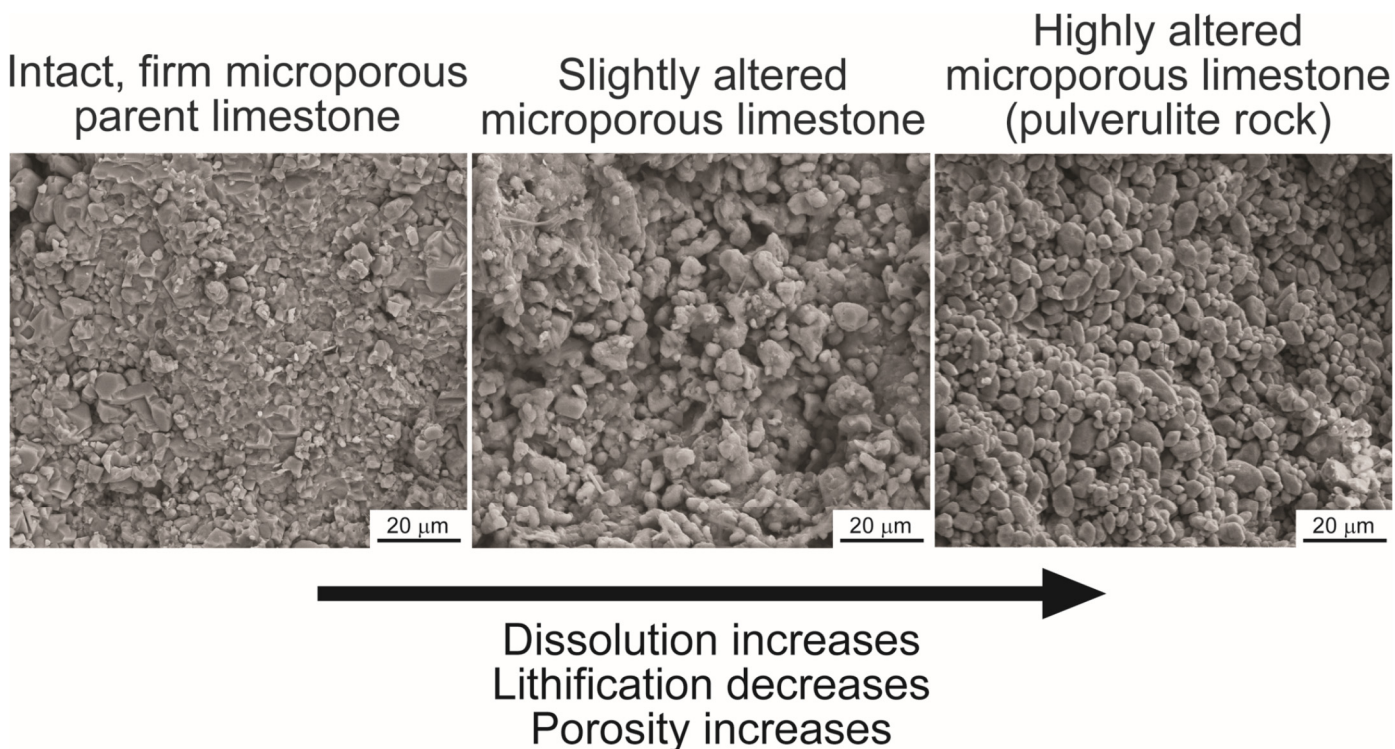 Intact, firm microporous
parent limestone
Slightly altered
microporous limestone
Highly altered
microporous limestone
(pulverulite rock)
20 μm
20 μm
20 μm
Dissolution increases
Lithification decreases
Porosity increases